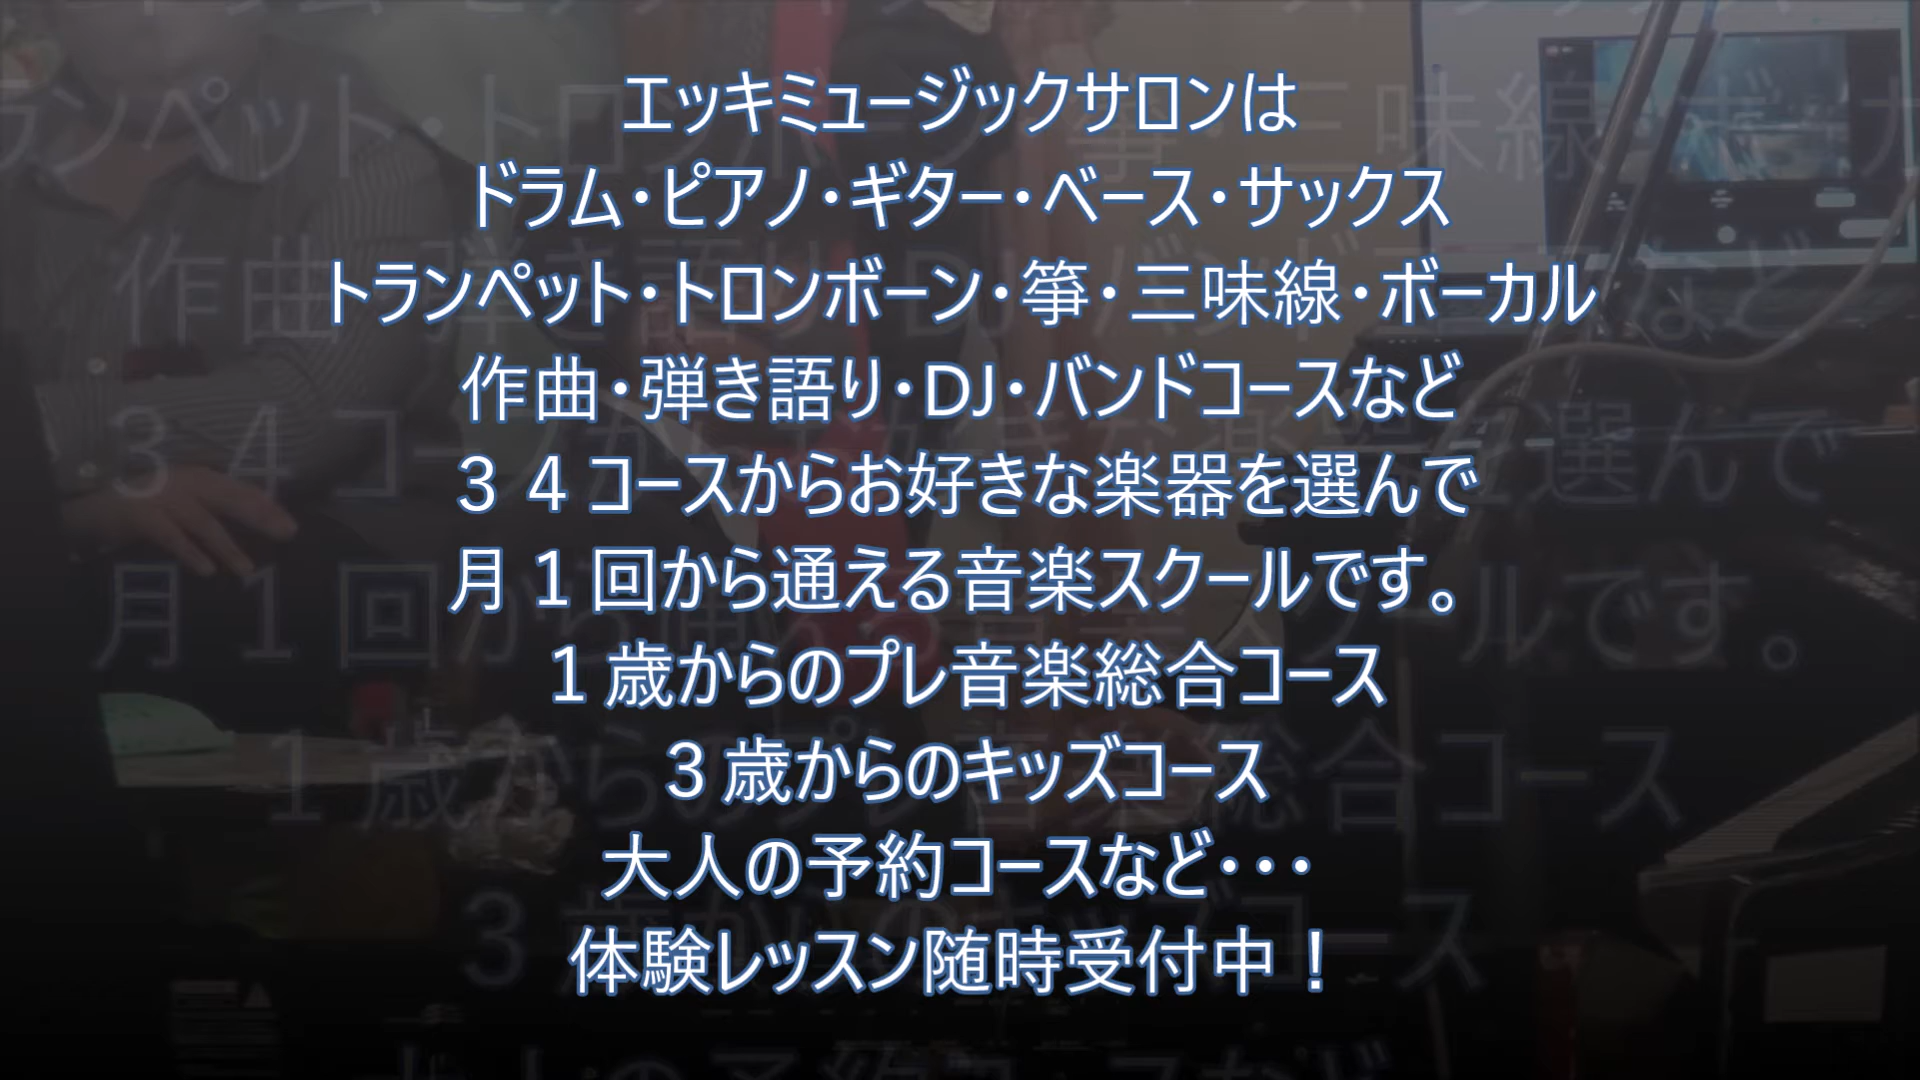 エッキミュージックサロンは
ドラム・ピアノ・ギター・ベース・サックス
トランペット・トロンボーン・箏・三味線・ボーカル
作曲・弾き語り・DJ・バンドコースなど
３４コースからお好きな楽器を選んで
月１回から通える音楽スクールです。
１歳からのプレ音楽総合コース
３歳からのキッズコース
大人の予約コースなど・・・
体験レッスン随時受付中！